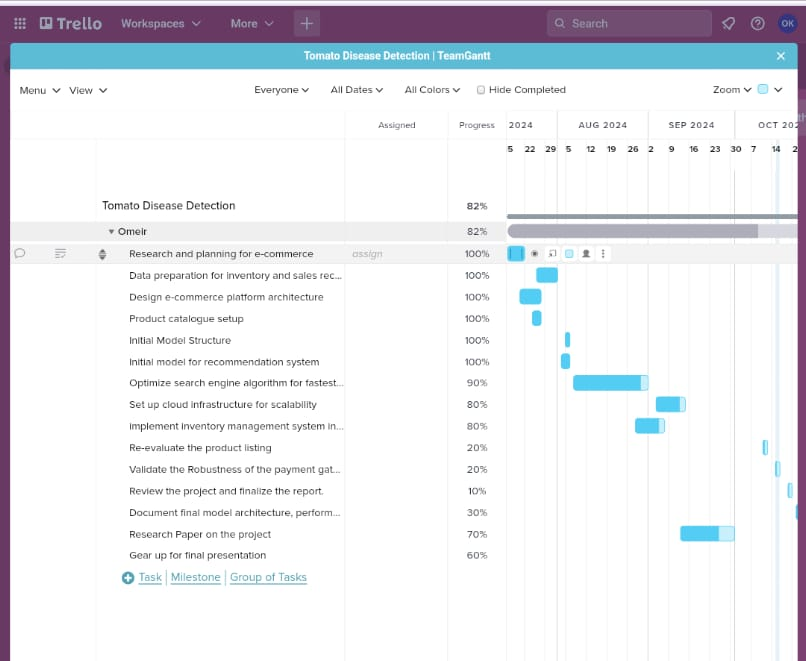 Trello Workspaces More + Search OK
Tomato Disease Detection | TeamGantt ×
Menu View Everyone All Dates All Colors Hide Completed Zoom
Assigned Progress 2024 AUG 2024 SEP 2024 OCT 202
5 22 29 5 12 19 26 2 9 16 23 30 7 14 2
Tomato Disease Detection 82%
Omeir 82%
Research and planning for e-commerce assign 100%
Data preparation for inventory and sales rec... 100%
Design e-commerce platform architecture 100%
Product catalogue setup 100%
Initial Model Structure 100%
Initial model for recommendation system 100%
Optimize search engine algorithm for fastest... 90%
Set up cloud infrastructure for scalability 80%
implement inventory management system in... 80%
Re-evaluate the product listing 20%
Validate the Robustness of the payment gat... 20%
Review the project and finalize the report. 10%
Document final model architecture, perform... 30%
Research Paper on the project 70%
Gear up for final presentation 60%
Task | Milestone | Group of Tasks